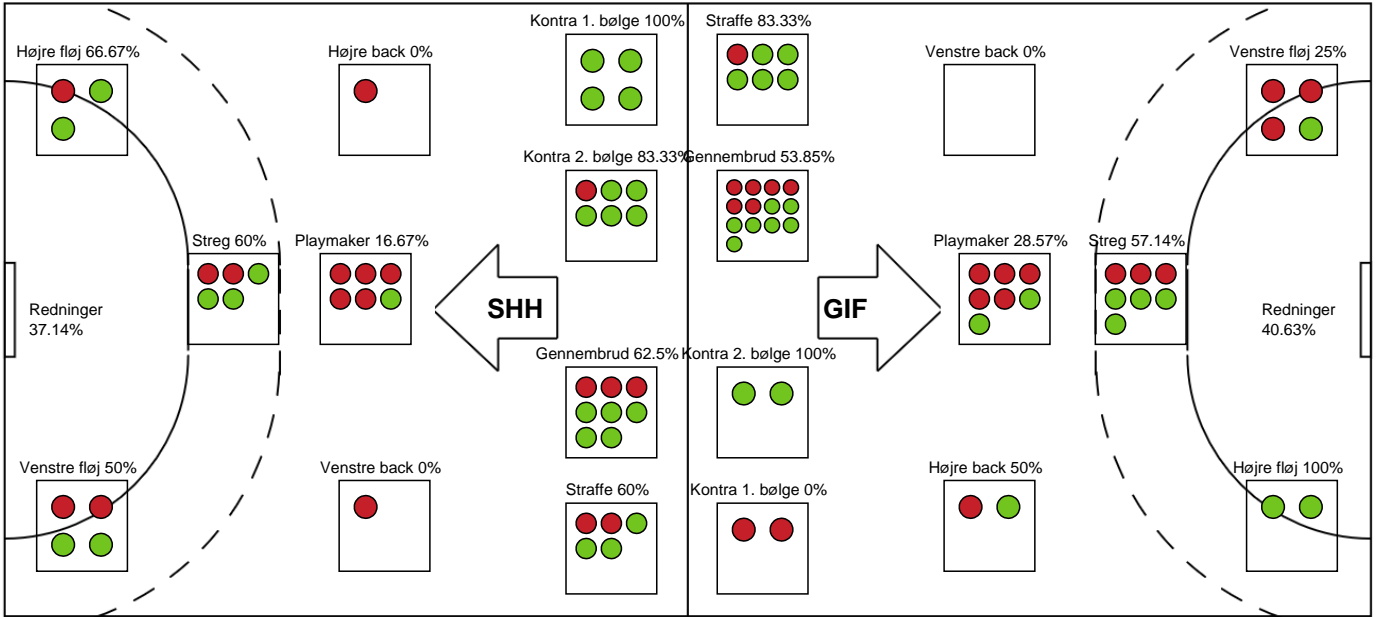 Kontra 1. bølge 100%
Straffe 83.33%
Højre fløj 66.67%
Højre back 0%
Venstre back 0%
Venstre fløj 25%
Kontra 2. bølge 83.33%
Gennembrud 53.85%
Streg 60%
Playmaker 16.67%
Playmaker 28.57%
Streg 57.14%
Redninger
37.14%
SHH
GIF
Redninger
40.63%
Gennembrud 62.5%
Kontra 2. bølge 100%
Venstre fløj 50%
Venstre back 0%
Højre back 50%
Højre fløj 100%
Straffe 60%
Kontra 1. bølge 0%